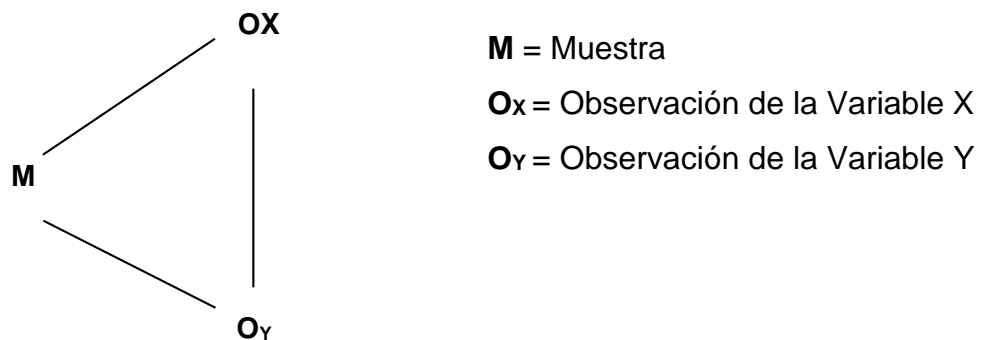 OX
M = Muestra
OX = Observación de la Variable X
OY = Observación de la Variable Y
M
OY